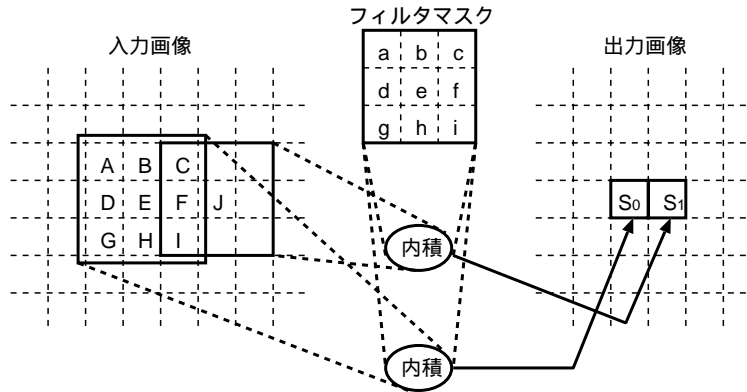 フィルタマスク
入力画像
出力画像
a b c
d e f
g h i
A B C
D E F J
G H I
S0 S1
内積
内積